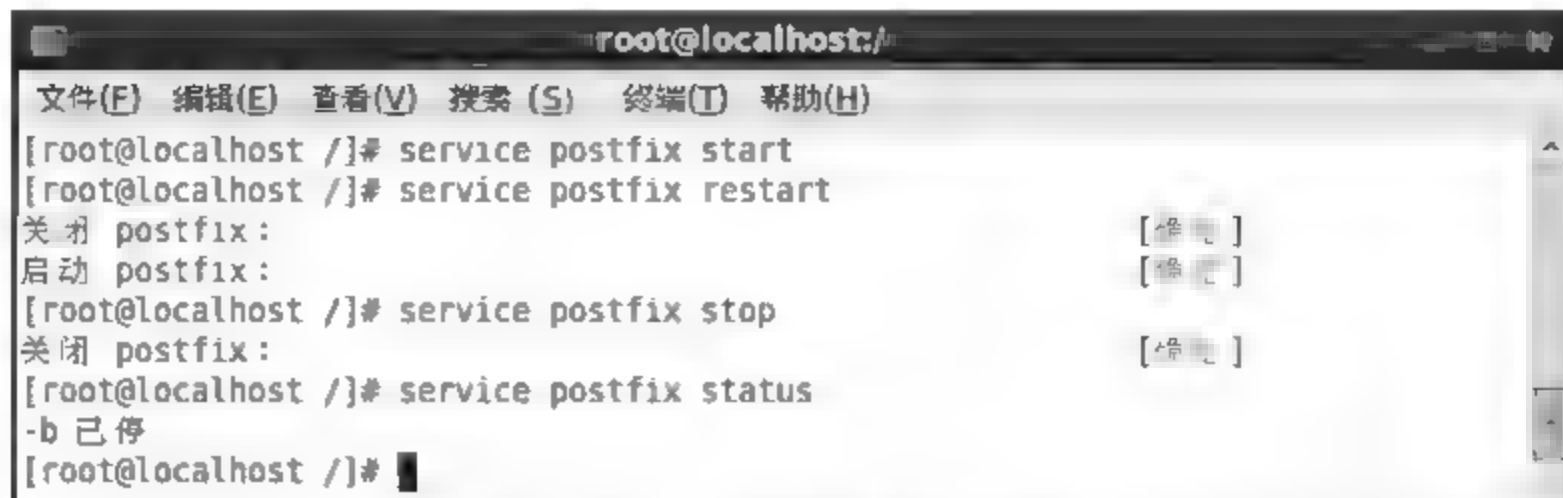 root@localhost:/
文件(F) 编辑(E) 查看(V) 搜索 (S) 终端(T) 帮助(H)
[root@localhost /]# service postfix start
[root@localhost /]# service postfix restart
关闭 postfix: [ ]
启动 postfix: [ ]
[root@localhost /]# service postfix stop
关闭 postfix: [ ]
[root@localhost /]# service postfix status
-b 已停
[root@localhost /]#